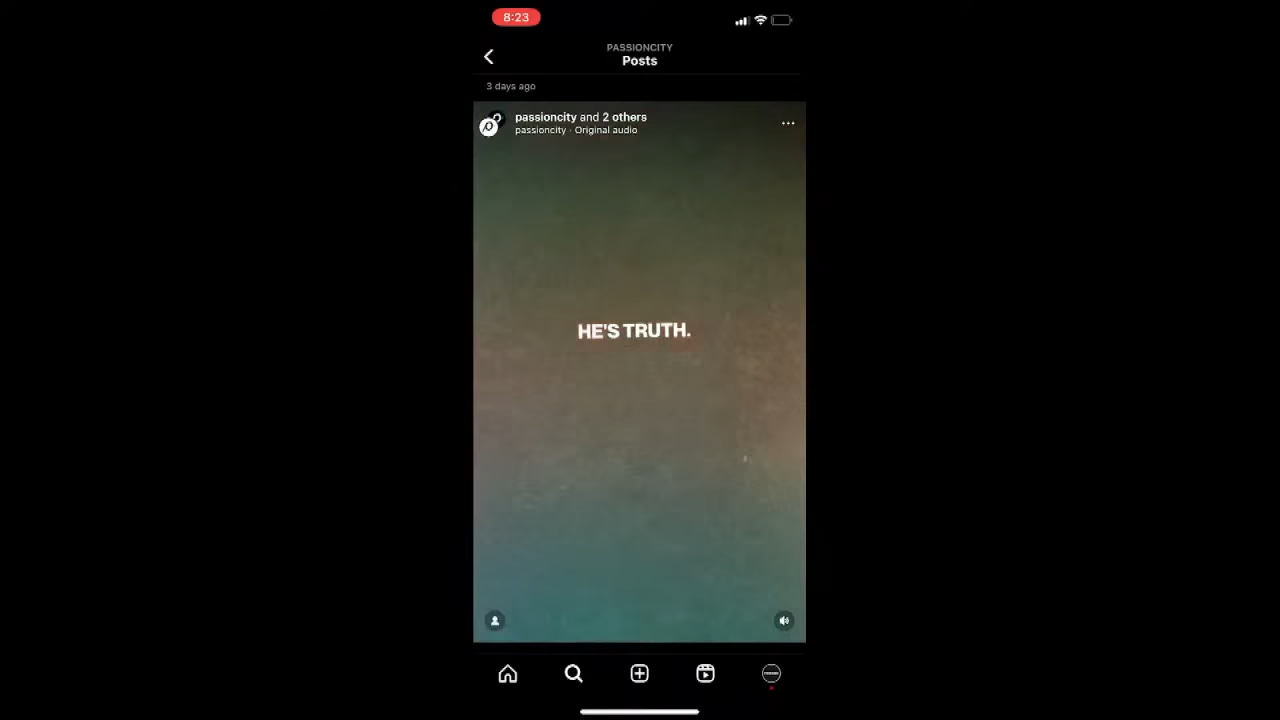 8:23
PASSIONCITY
Posts
3 days ago
passioncity and 2 others
passioncity · Original audio
HE'S TRUTH.